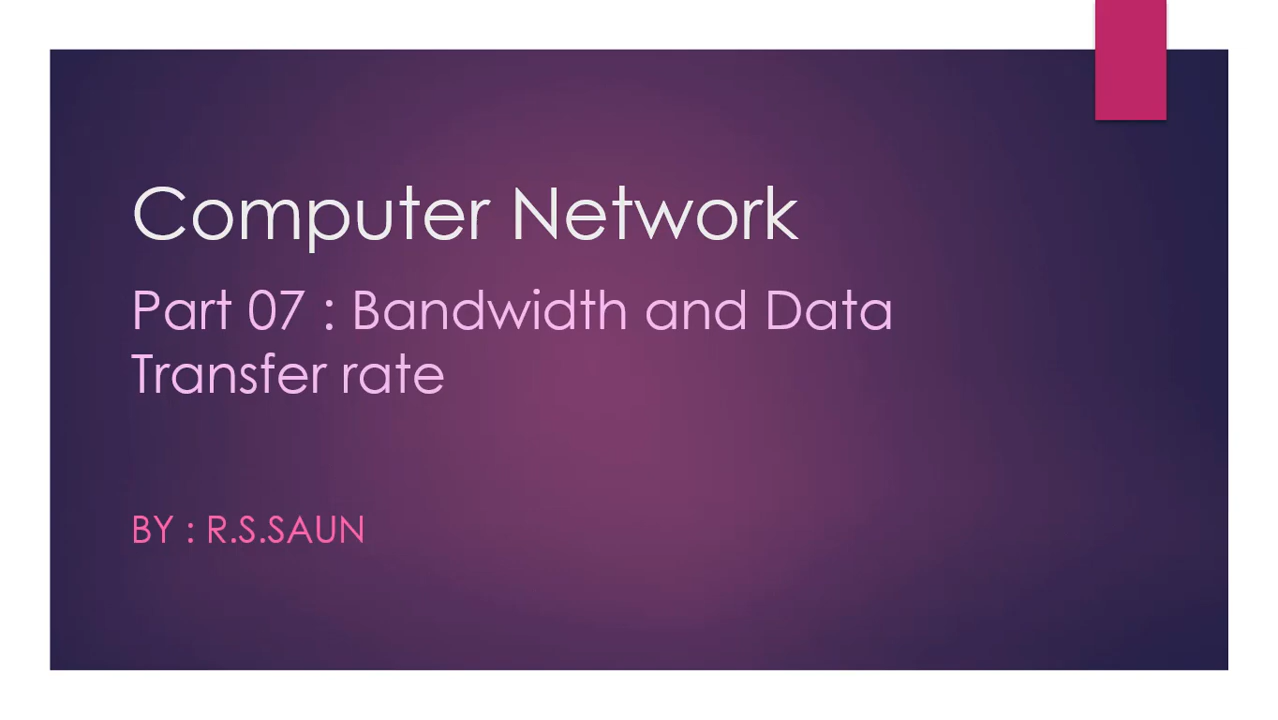 Computer Network
Part 07 : Bandwidth and Data
Transfer rate
BY : R.S.SAUN